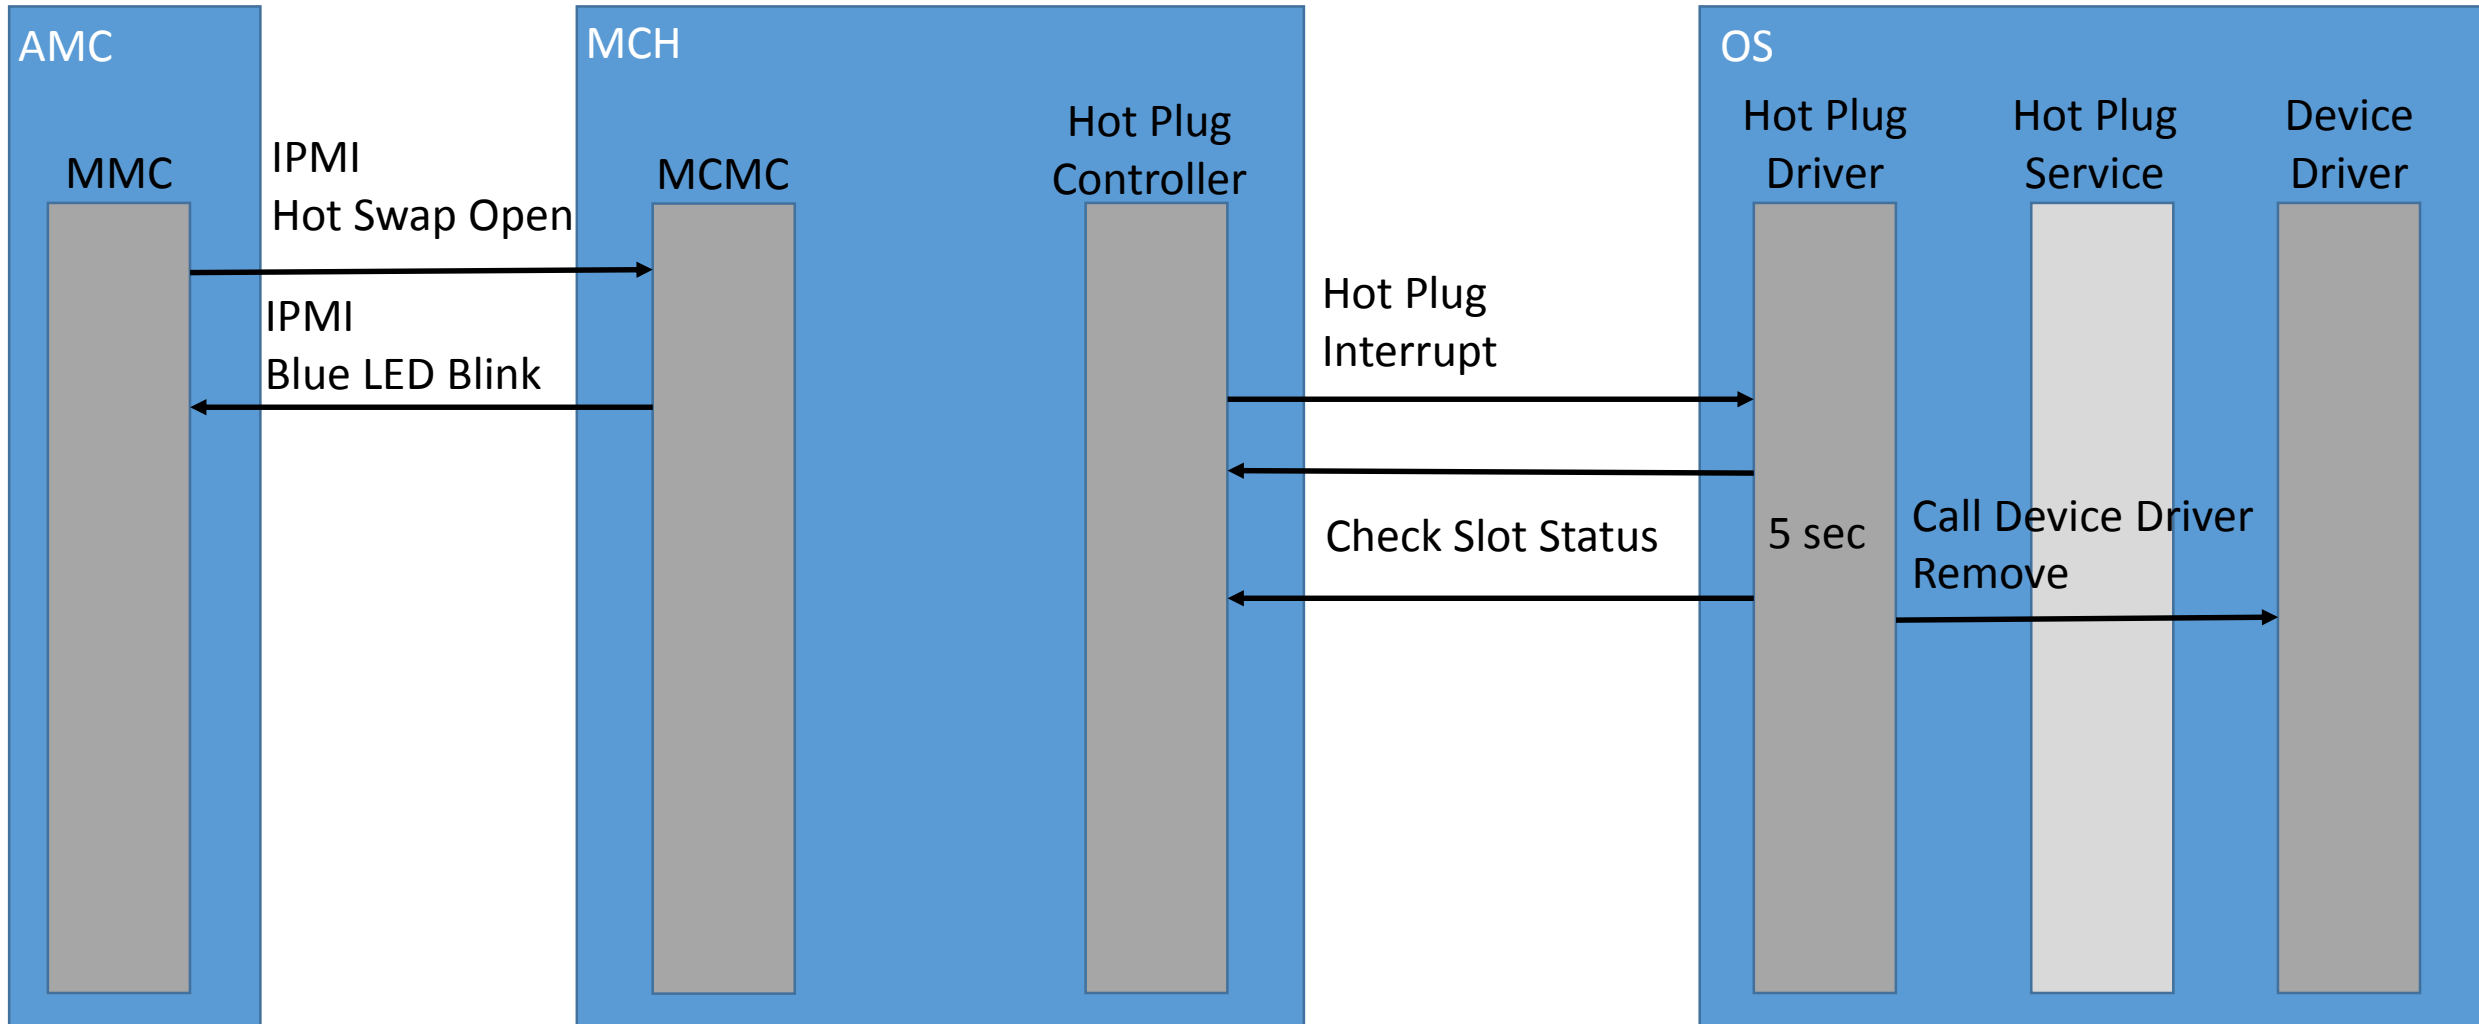 AMC
MMC
IPMI
Hot Swap Open
IPMI
Blue LED Blink
MCH
MCMC
Hot Plug
Controller
Hot Plug
Interrupt
Check Slot Status
OS
Hot Plug
Driver
5 sec
Hot Plug
Service
Call Device Driver
Remove
Device
Driver